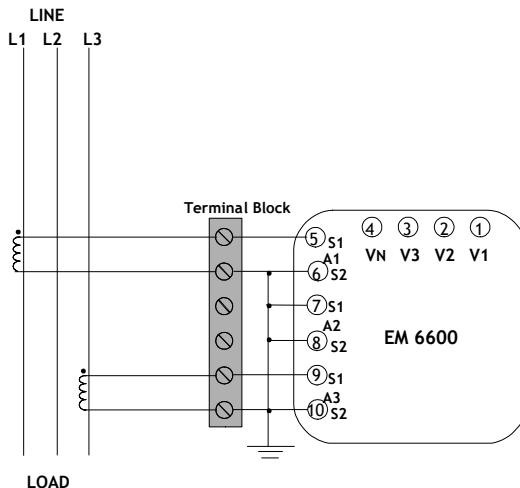 LINE
L1 L2 L3
Terminal Block
4 3 2 1
VN V3 V2 V1
5 S1
A1
6 S2
7 S1
A2
8 S2
EM 6600
9 S1
A3
10 S2
LOAD